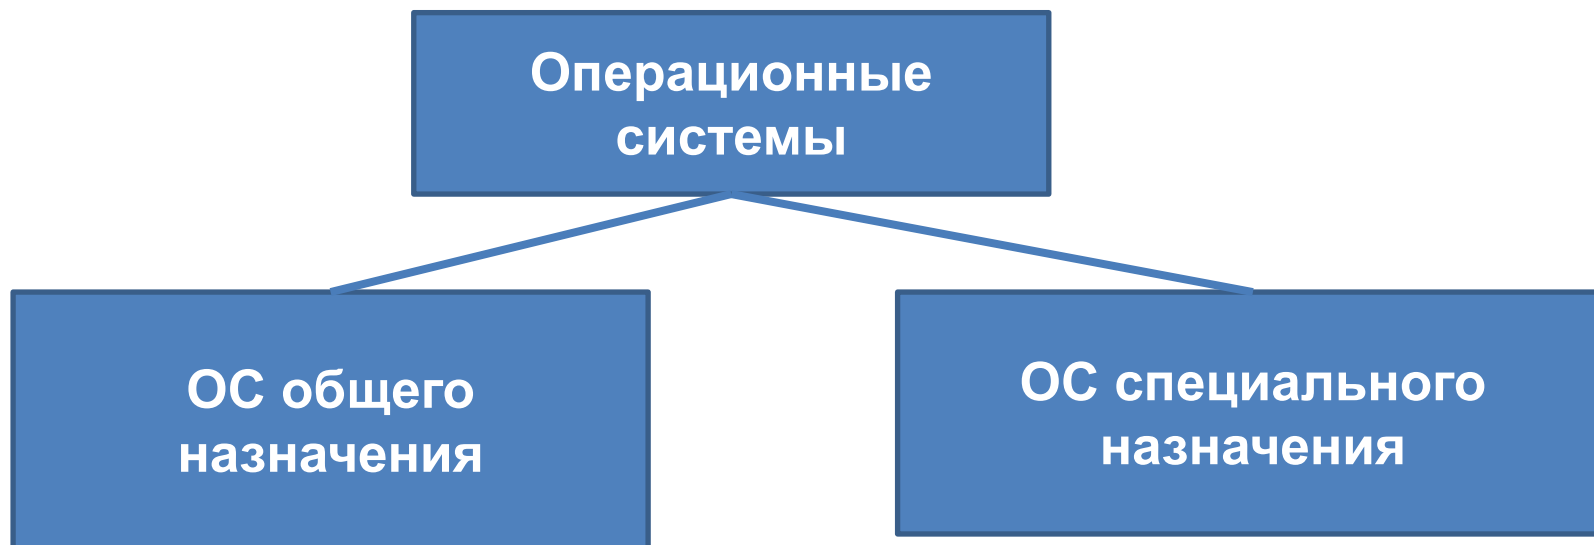 Операционные
системы
ОС общего
назначения
ОС специального
назначения